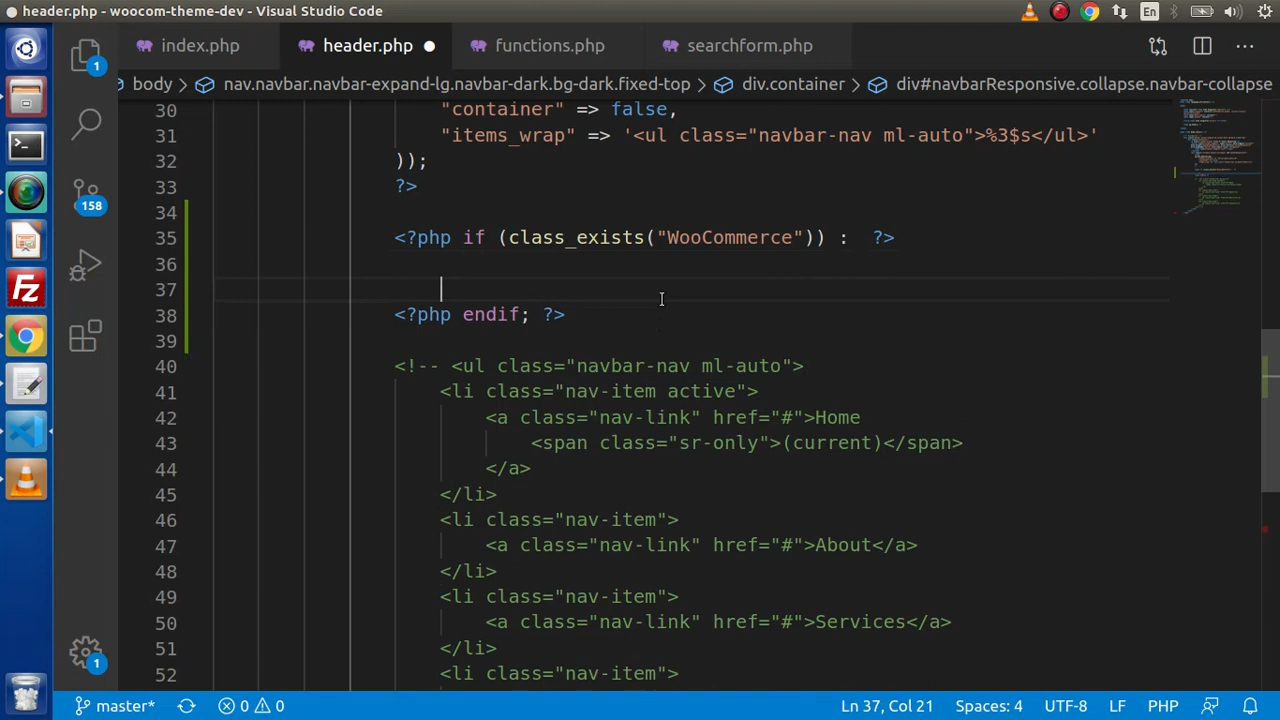 header.php - woocom-theme-dev - Visual Studio Code
En
index.php
header.php
functions.php
searchform.php
body > nav.navbar.navbar-expand-lg.navbar-dark.bg-dark.fixed-top > div.container > div#navbarResponsive.collapse.navbar-collapse
30 "container" => false,
31 "items_wrap" => '<ul class="navbar-nav ml-auto">%3$s</ul>'
32 ));
33 ?>
34
35 <?php if (class_exists("WooCommerce")) :  ?>
36
37
38 <?php endif; ?>
39
40 <!-- <ul class="navbar-nav ml-auto">
41 <li class="nav-item active">
42 <a class="nav-link" href="#">Home
43 <span class="sr-only">(current)</span>
44 </a>
45 </li>
46 <li class="nav-item">
47 <a class="nav-link" href="#">About</a>
48 </li>
49 <li class="nav-item">
50 <a class="nav-link" href="#">Services</a>
51 </li>
52 <li class="nav-item">
1
158
1
Fz
master* 0 0 Ln 37, Col 21 Spaces: 4 UTF-8 LF PHP